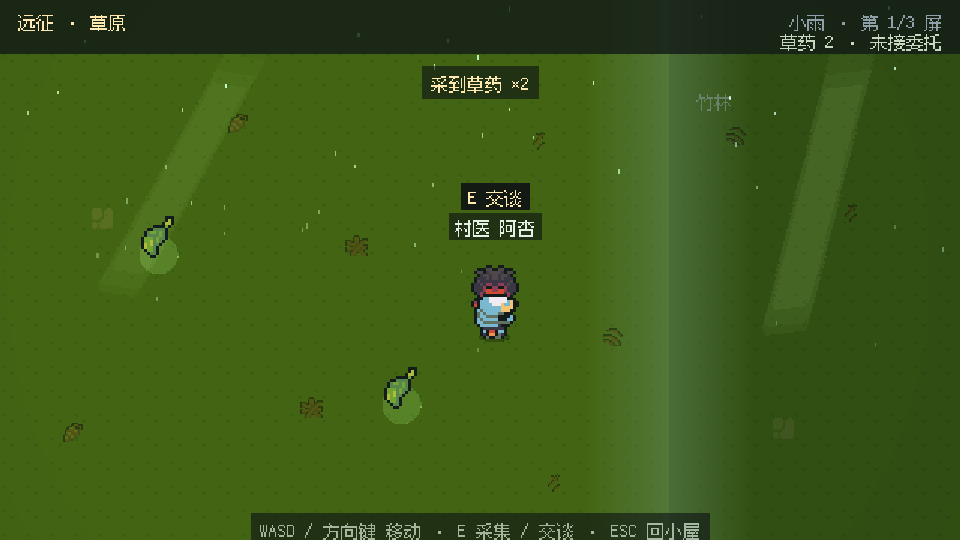 远征 · 草原
小雨 · 第 1/3 屏
草药 2 · 未接委托
采到草药 ×2
竹林
E 交谈
村医 阿杏
WASD / 方向键 移动 · E 采集 / 交谈 · ESC 回小屋